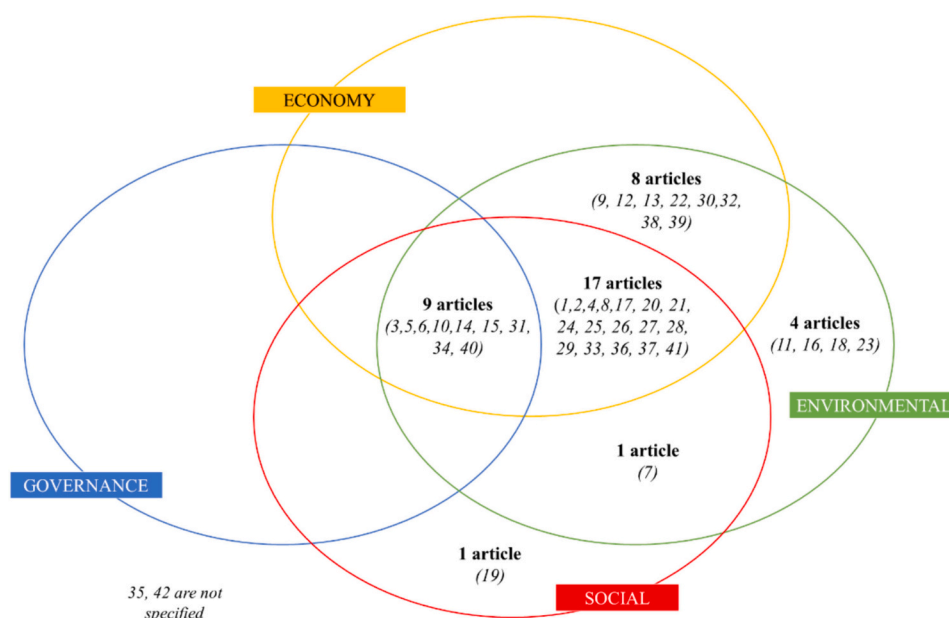 ECONOMY
8 articles
(9, 12, 13, 22, 30,32,
38, 39)
17 articles
(1,2,4,8,17, 20, 21,
24, 25, 26, 27, 28,
29, 33, 36, 37, 41)
9 articles
(3,5,6,10,14, 15, 31,
34, 40)
4 articles
(11, 16, 18, 23)
ENVIRONMENTAL
1 article
(7)
GOVERNANCE
1 article
(19)
SOCIAL
35, 42 are not
specified